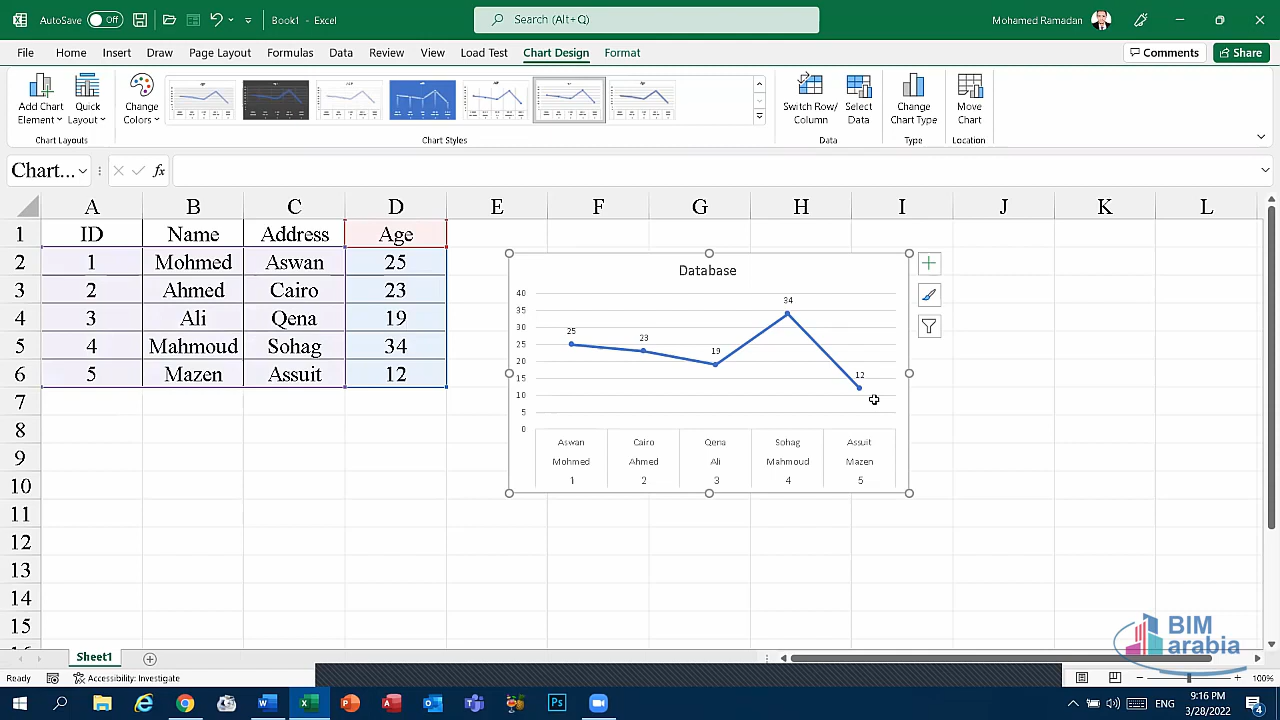 AutoSave Off Book1 - Excel Search (Alt+Q) Mohamed Ramadan
File Home Insert Draw Page Layout Formulas Data Review View Load Test Chart Design Format Comments Share
Add Chart Element Quick Layout Change Colors Switch Row/Column Select Data Change Chart Type Move Chart
Chart Layouts Chart Styles Data Type Location
Chart... fx
A B C D E F G H I J K L
1 ID Name Address Age
2 1 Mohmed Aswan 25
3 2 Ahmed Cairo 23
4 3 Ali Qena 19
5 4 Mahmoud Sohag 34
6 5 Mazen Assuit 12
7
8
9
10
11
12
13
14
15
Database
40
35
30
25
20
15
10
5
0
25 23 19 34 12
Aswan Cairo Qena Sohag Assuit
Mohmed Ahmed Ali Mahmoud Mazen
1 2 3 4 5
BIM
arabia
Sheet1
Ready Accessibility: Investigate 100%
ENG 9:16 PM
3/28/2022